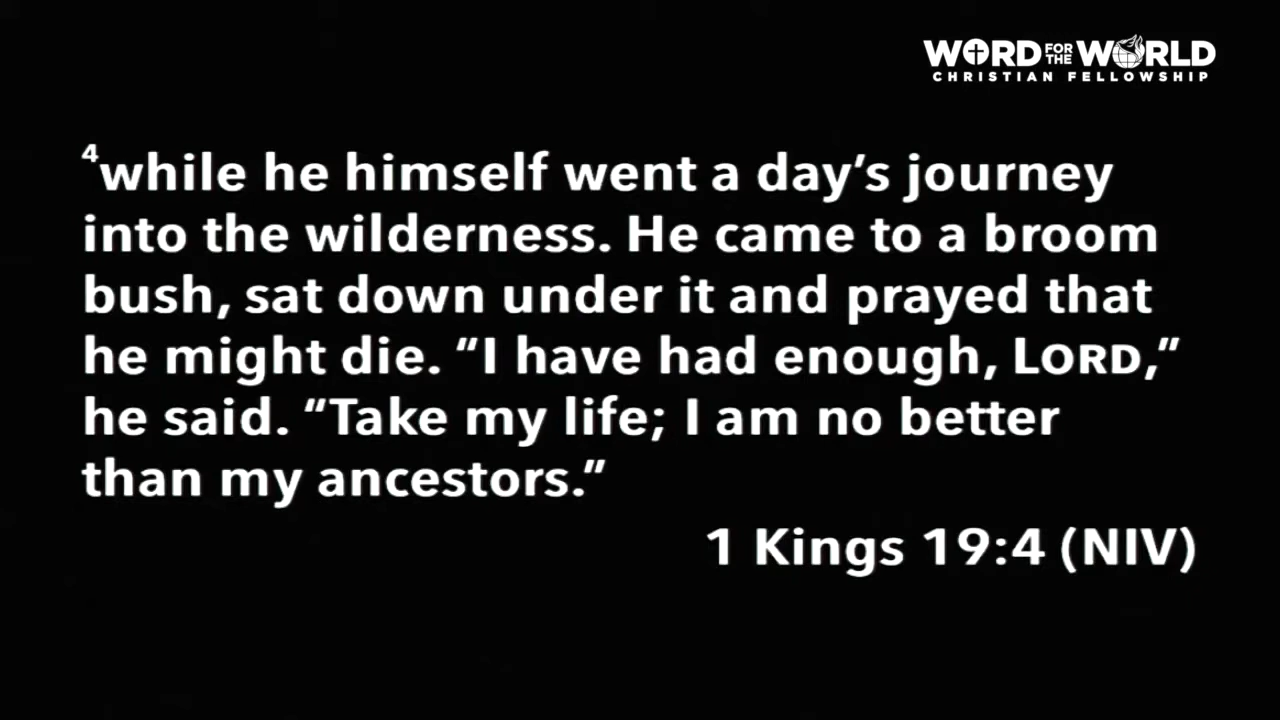 WORD FOR THE WORLD
CHRISTIAN FELLOWSHIP
4while he himself went a day’s journey
into the wilderness. He came to a broom
bush, sat down under it and prayed that
he might die. “I have had enough, LORD,”
he said. “Take my life; I am no better
than my ancestors.”
1 Kings 19:4 (NIV)